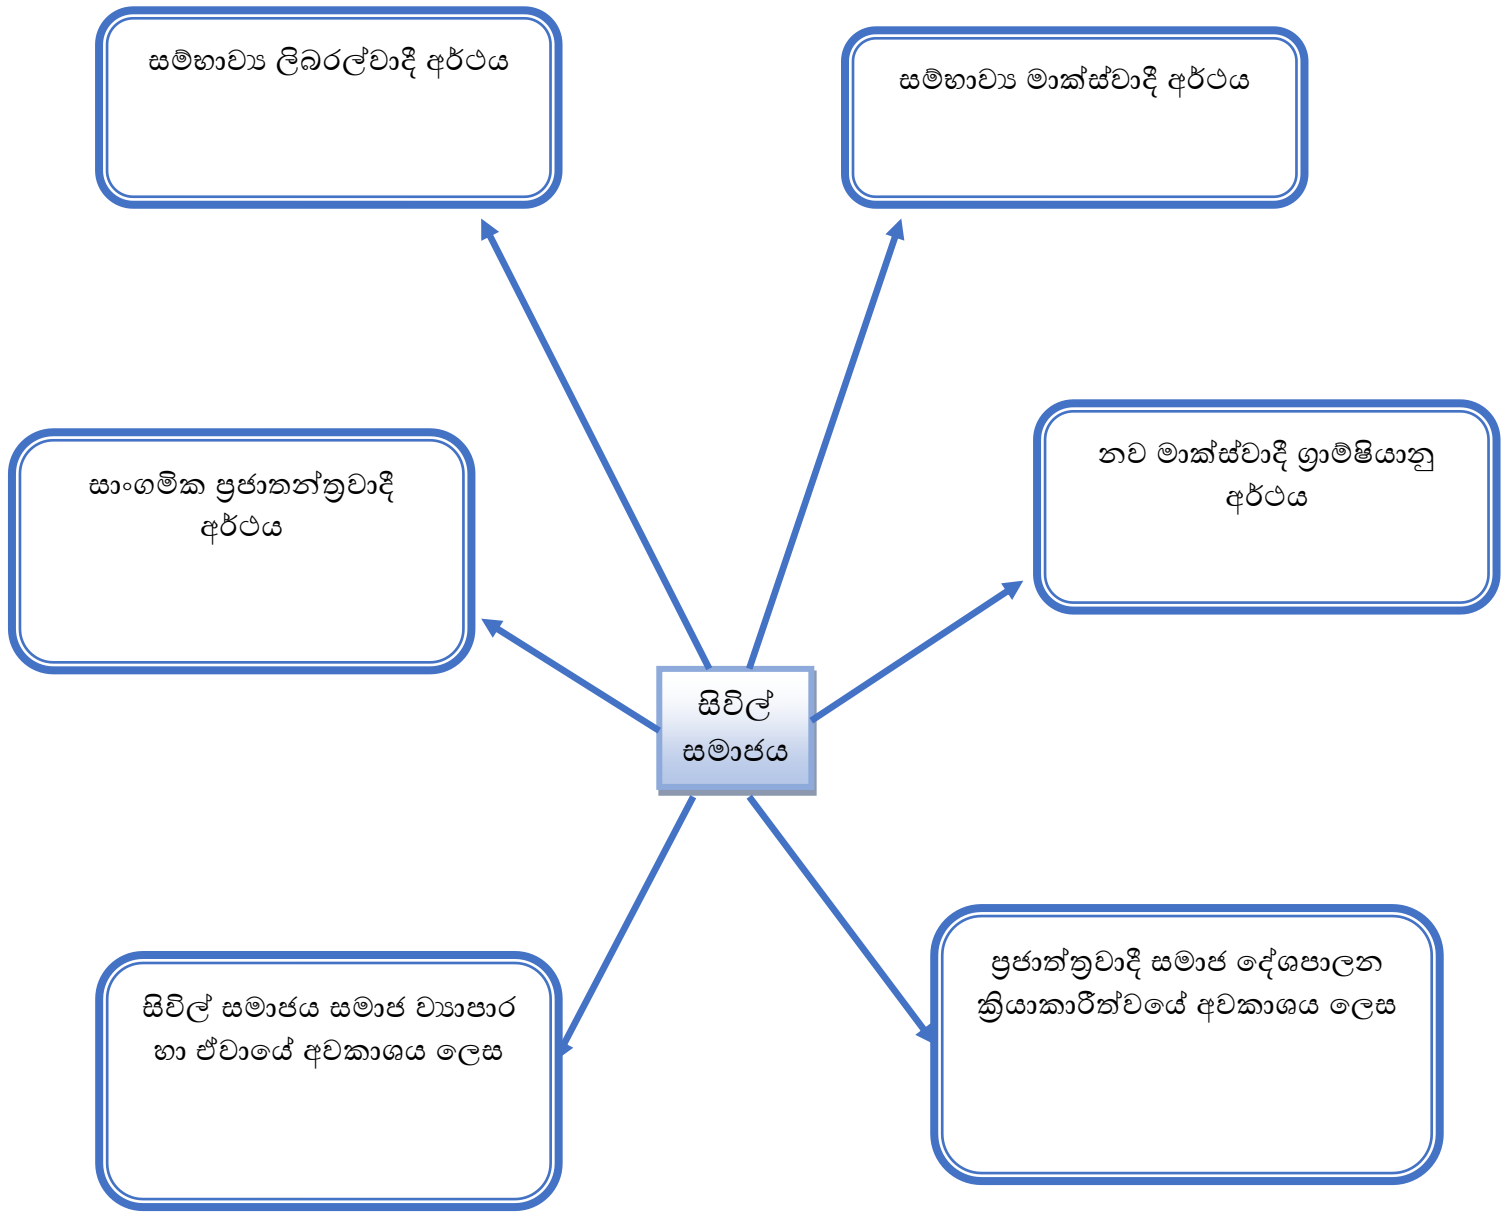 සම්භාව්‍ය ලිබරල්වාදී අර්ථය
සම්භාව්‍ය මාක්ස්වාදී අර්ථය
සාංගමික ප්‍රජාතන්ත්‍රවාදී
අර්ථය
නව මාක්ස්වාදී ග්‍රාම්ෂියානු
අර්ථය
සිවිල්
සමාජය
සිවිල් සමාජය සමාජ ව්‍යාපාර
හා ඒවායේ අවකාශය ලෙස
ප්‍රජාත්ත්‍රවාදී සමාජ දේශපාලන
ක්‍රියාකාරීත්වයේ අවකාශය ලෙස